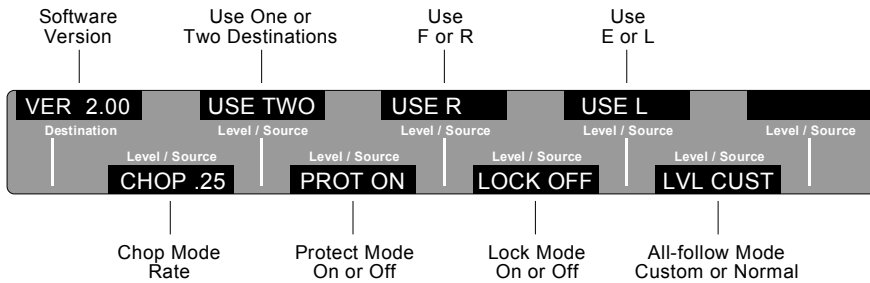 Software
Version
Use One or
Two Destinations
Use
F or R
Use
E or L
VER 2.00
USE TWO
USE R
USE L
Destination
Level / Source
Level / Source
Level / Source
Level / Source
Level / Source
Level / Source
Level / Source
Level / Source
CHOP .25
PROT ON
LOCK OFF
LVL CUST
Chop Mode
Rate
Protect Mode
On or Off
Lock Mode
On or Off
All-follow Mode
Custom or Normal